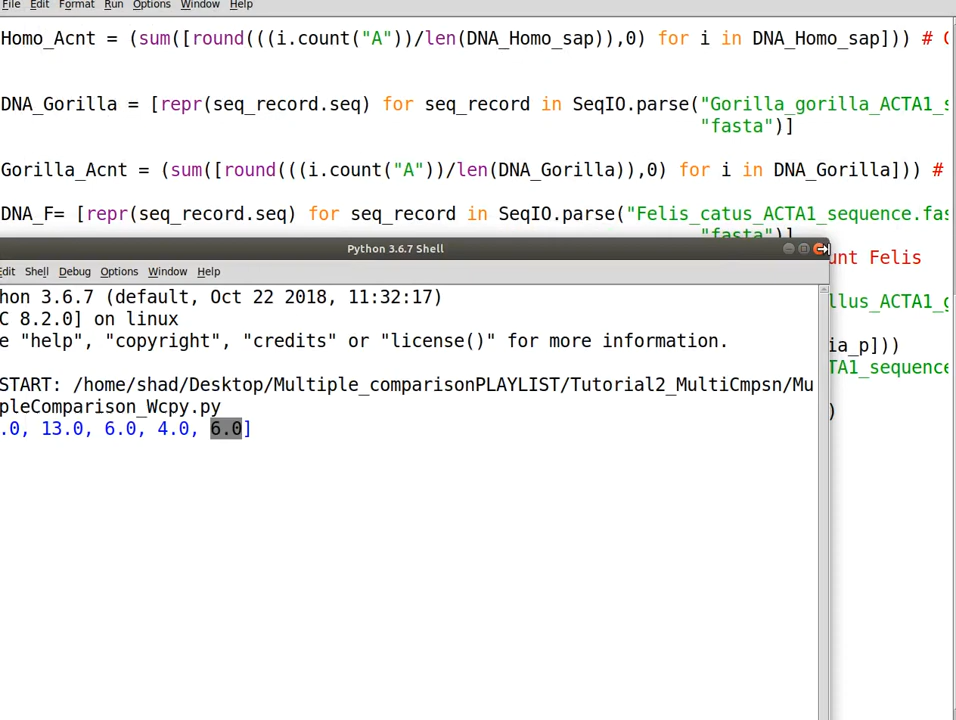 File Edit Format Run Options Window Help
Homo_Acnt = (sum([round(((i.count("A"))/len(DNA_Homo_sap)),0) for i in DNA_Homo_sap])) #
DNA_Gorilla = [repr(seq_record.seq) for seq_record in SeqIO.parse("Gorilla_gorilla_ACTA1_s
"fasta")]
Gorilla_Acnt = (sum([round(((i.count("A"))/len(DNA_Gorilla)),0) for i in DNA_Gorilla])) #
DNA_F= [repr(seq_record.seq) for seq_record in SeqIO.parse("Felis_catus_ACTA1_sequence.fas
"fasta")]
unt Felis
llus_ACTA1_g
ia_p]))
TA1_sequence
)
Python 3.6.7 Shell
Edit Shell Debug Options Window Help
hon 3.6.7 (default, Oct 22 2018, 11:32:17)
C 8.2.0] on linux
e "help", "copyright", "credits" or "license()" for more information.
START: /home/shad/Desktop/Multiple_comparisonPLAYLIST/Tutorial2_MultiCmpsn/Mu
pleComparison_Wcpy.py
.0, 13.0, 6.0, 4.0, 6.0]